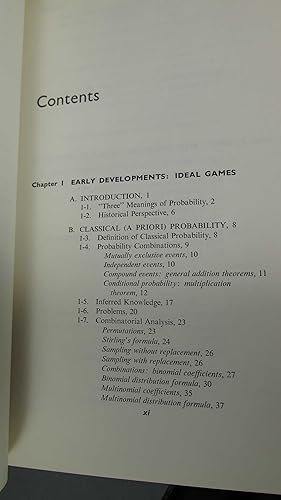 Contents
Chapter 1 EARLY DEVELOPMENTS: IDEAL GAMES
A. INTRODUCTION, 1
1-1. "Three" Meanings of Probability, 2
1-2. Historical Perspective, 6
B. CLASSICAL (A PRIORI) PROBABILITY, 8
1-3. Definition of Classical Probability, 8
1-4. Probability Combinations, 9
Mutually exclusive events, 10
Independent events, 10
Compound events: general addition theorems, 11
Conditional probability: multiplication
theorem, 12
1-5. Inferred Knowledge, 17
1-6. Problems, 20
1-7. Combinatorial Analysis, 23
Permutations, 23
Stirling's formula, 24
Sampling without replacement, 26
Sampling with replacement, 26
Combinations: binomial coefficients, 27
Binomial distribution formula, 30
Multinomial coefficients, 35
Multinomial distribution formula, 37
xi